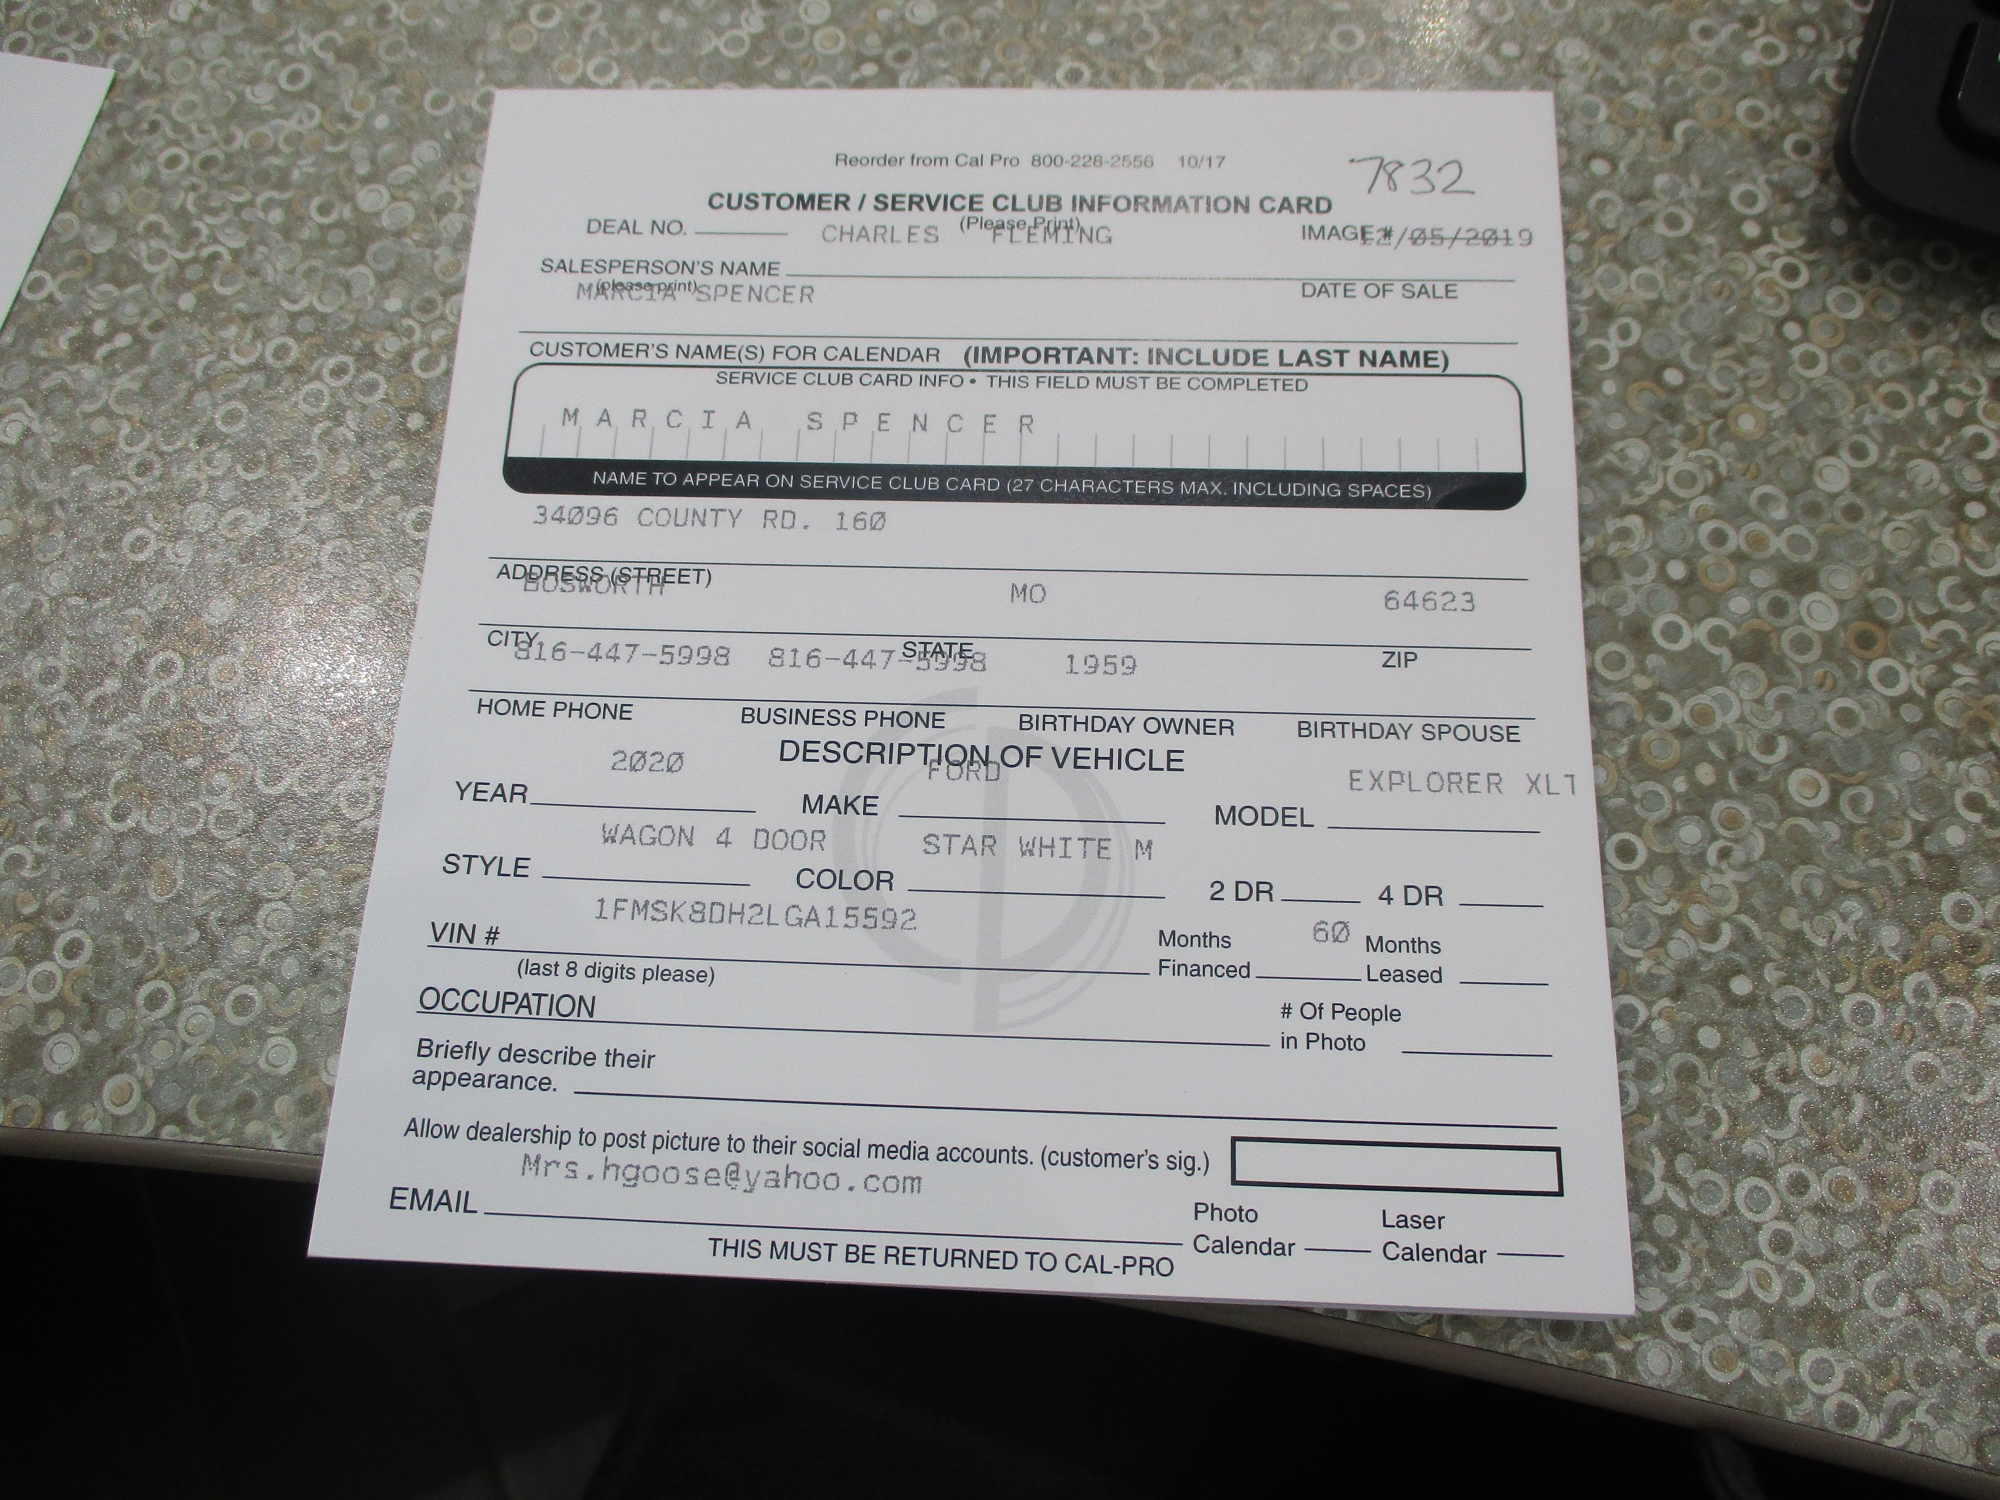 Reorder from Cal Pro 800-228-2556 10/17
7832
CUSTOMER / SERVICE CLUB INFORMATION CARD
(Please Print)
DEAL NO. CHARLES FLEMING IMAGE# 12/05/2019
SALESPERSON'S NAME
(please print)
MARCIA SPENCER DATE OF SALE
CUSTOMER'S NAME(S) FOR CALENDAR (IMPORTANT: INCLUDE LAST NAME)
SERVICE CLUB CARD INFO • THIS FIELD MUST BE COMPLETED
MARCIA SPENCER
NAME TO APPEAR ON SERVICE CLUB CARD (27 CHARACTERS MAX. INCLUDING SPACES)
34096 COUNTY RD. 160
ADDRESS (STREET)
BOSWORTH MO 64623
CITY STATE ZIP
816-447-5998 816-447-5998 1959
HOME PHONE BUSINESS PHONE BIRTHDAY OWNER BIRTHDAY SPOUSE
DESCRIPTION OF VEHICLE
2020 FORD EXPLORER XLT
YEAR MAKE MODEL
WAGON 4 DOOR STAR WHITE M
STYLE COLOR 2 DR 4 DR
1FMSK8DH2LGA15592 60
VIN # Months Financed Months Leased
(last 8 digits please)
OCCUPATION # Of People in Photo
Briefly describe their
appearance.
Allow dealership to post picture to their social media accounts. (customer's sig.)
Mrs.hgoose@yahoo.com
EMAIL Photo Calendar Laser Calendar
THIS MUST BE RETURNED TO CAL-PRO